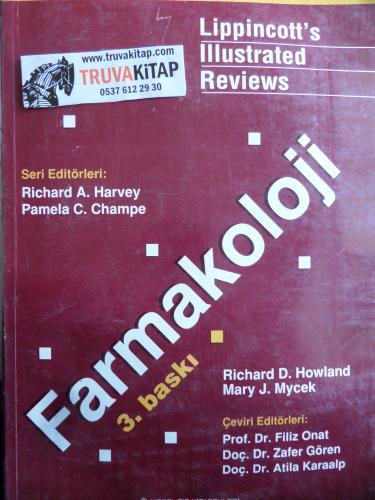 www.truvakitap.com
TRUVAKiTAP
0537 612 29 30
Lippincott's
Illustrated
Reviews
Seri Editörleri:
Richard A. Harvey
Pamela C. Champe
Farmakoloji
3. baskı
Richard D. Howland
Mary J. Mycek
Çeviri Editörleri:
Prof. Dr. Filiz Onat
Doç. Dr. Zafer Gören
Doç. Dr. Atila Karaalp